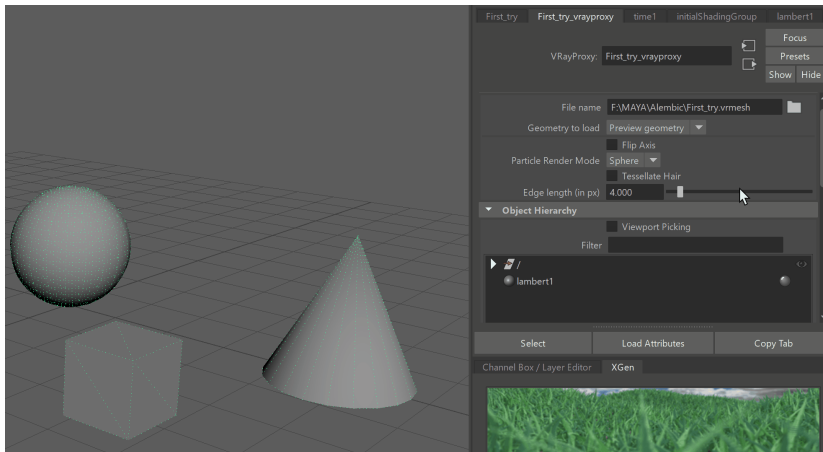 First_try First_try_vrayproxy time1 initialShadingGroup lambert1
Focus
VRayProxy: First_try_vrayproxy
Presets
Show Hide
File name F:\MAYA\Alembic\First_try.vrmesh
Geometry to load Preview geometry
Flip Axis
Particle Render Mode Sphere
Tessellate Hair
Edge length (in px) 4.000
Object Hierarchy
Viewport Picking
Filter
/
lambert1
Select Load Attributes Copy Tab
Channel Box / Layer Editor XGen